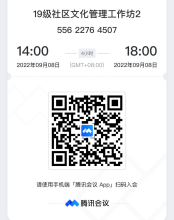 19级社区文化管理工作坊2
556 2276 4507
14:00 4小时 18:00
2022年09月08日 (GMT+08:00) 2022年09月08日
请使用手机端「腾讯会议 App」扫码入会
腾讯会议